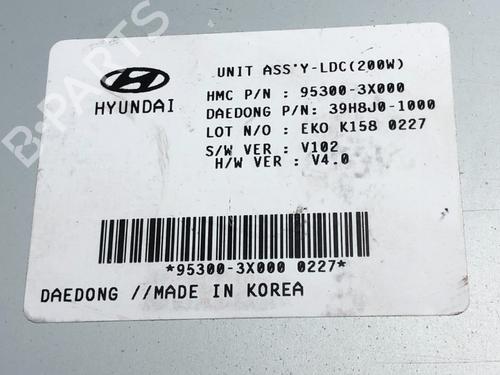 UNIT ASS'Y-LDC(200W)
HYUNDAI
HMC P/N : 95300-3X000
DAEDONG P/N: 39H8J0-1000
LOT N/O : EKO K158 0227
S/W VER : V102
H/W VER : V4.0
*95300-3X000 0227*
DAEDONG //MADE IN KOREA
B-PARTS